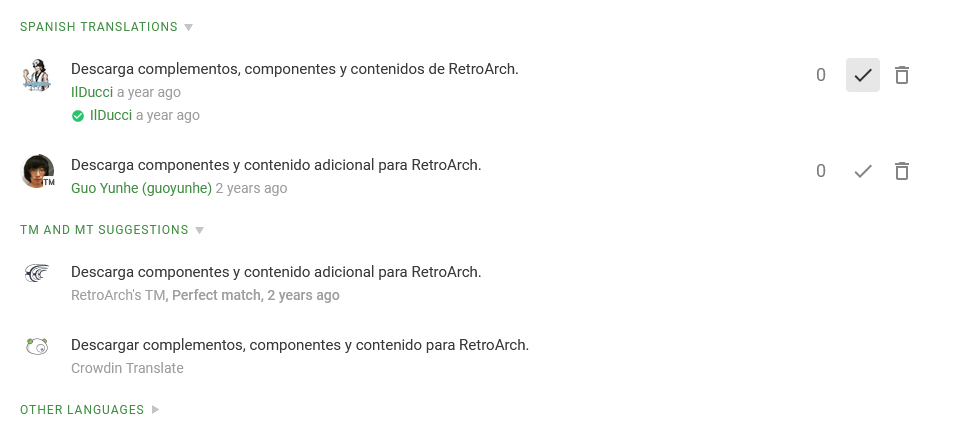 SPANISH TRANSLATIONS
Descarga complementos, componentes y contenidos de RetroArch.
0
IlDucci a year ago
IlDucci a year ago
Descarga componentes y contenido adicional para RetroArch.
0
TM
Guo Yunhe (guoyunhe) 2 years ago
TM AND MT SUGGESTIONS
Descarga componentes y contenido adicional para RetroArch.
RetroArch's TM, Perfect match, 2 years ago
Descargar complementos, componentes y contenido para RetroArch.
Crowdin Translate
OTHER LANGUAGES